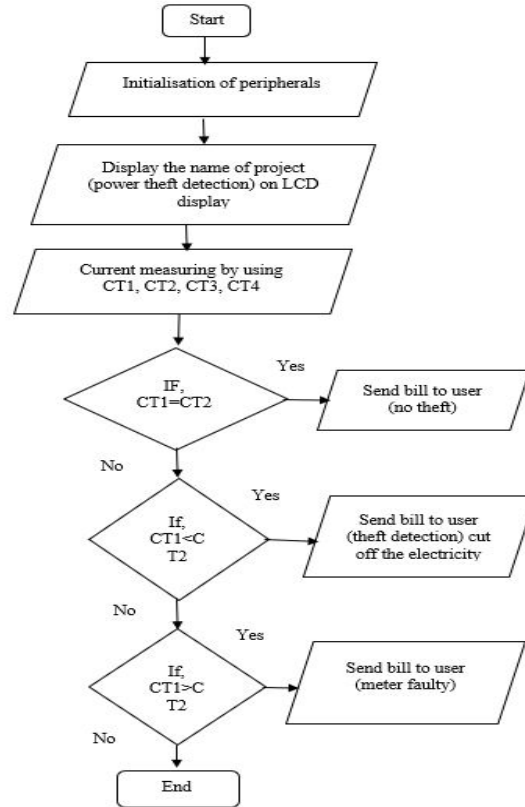 Start
Initialisation of peripherals
Display the name of project
(power theft detection) on LCD
display
Current measuring by using
CT1, CT2, CT3, CT4
IF,
CT1=CT2
Yes
Send bill to user
(no theft)
No
If,
CT1<C
T2
Yes
Send bill to user
(theft detection) cut
off the electricity
No
If,
CT1>C
T2
Yes
Send bill to user
(meter faulty)
No
End